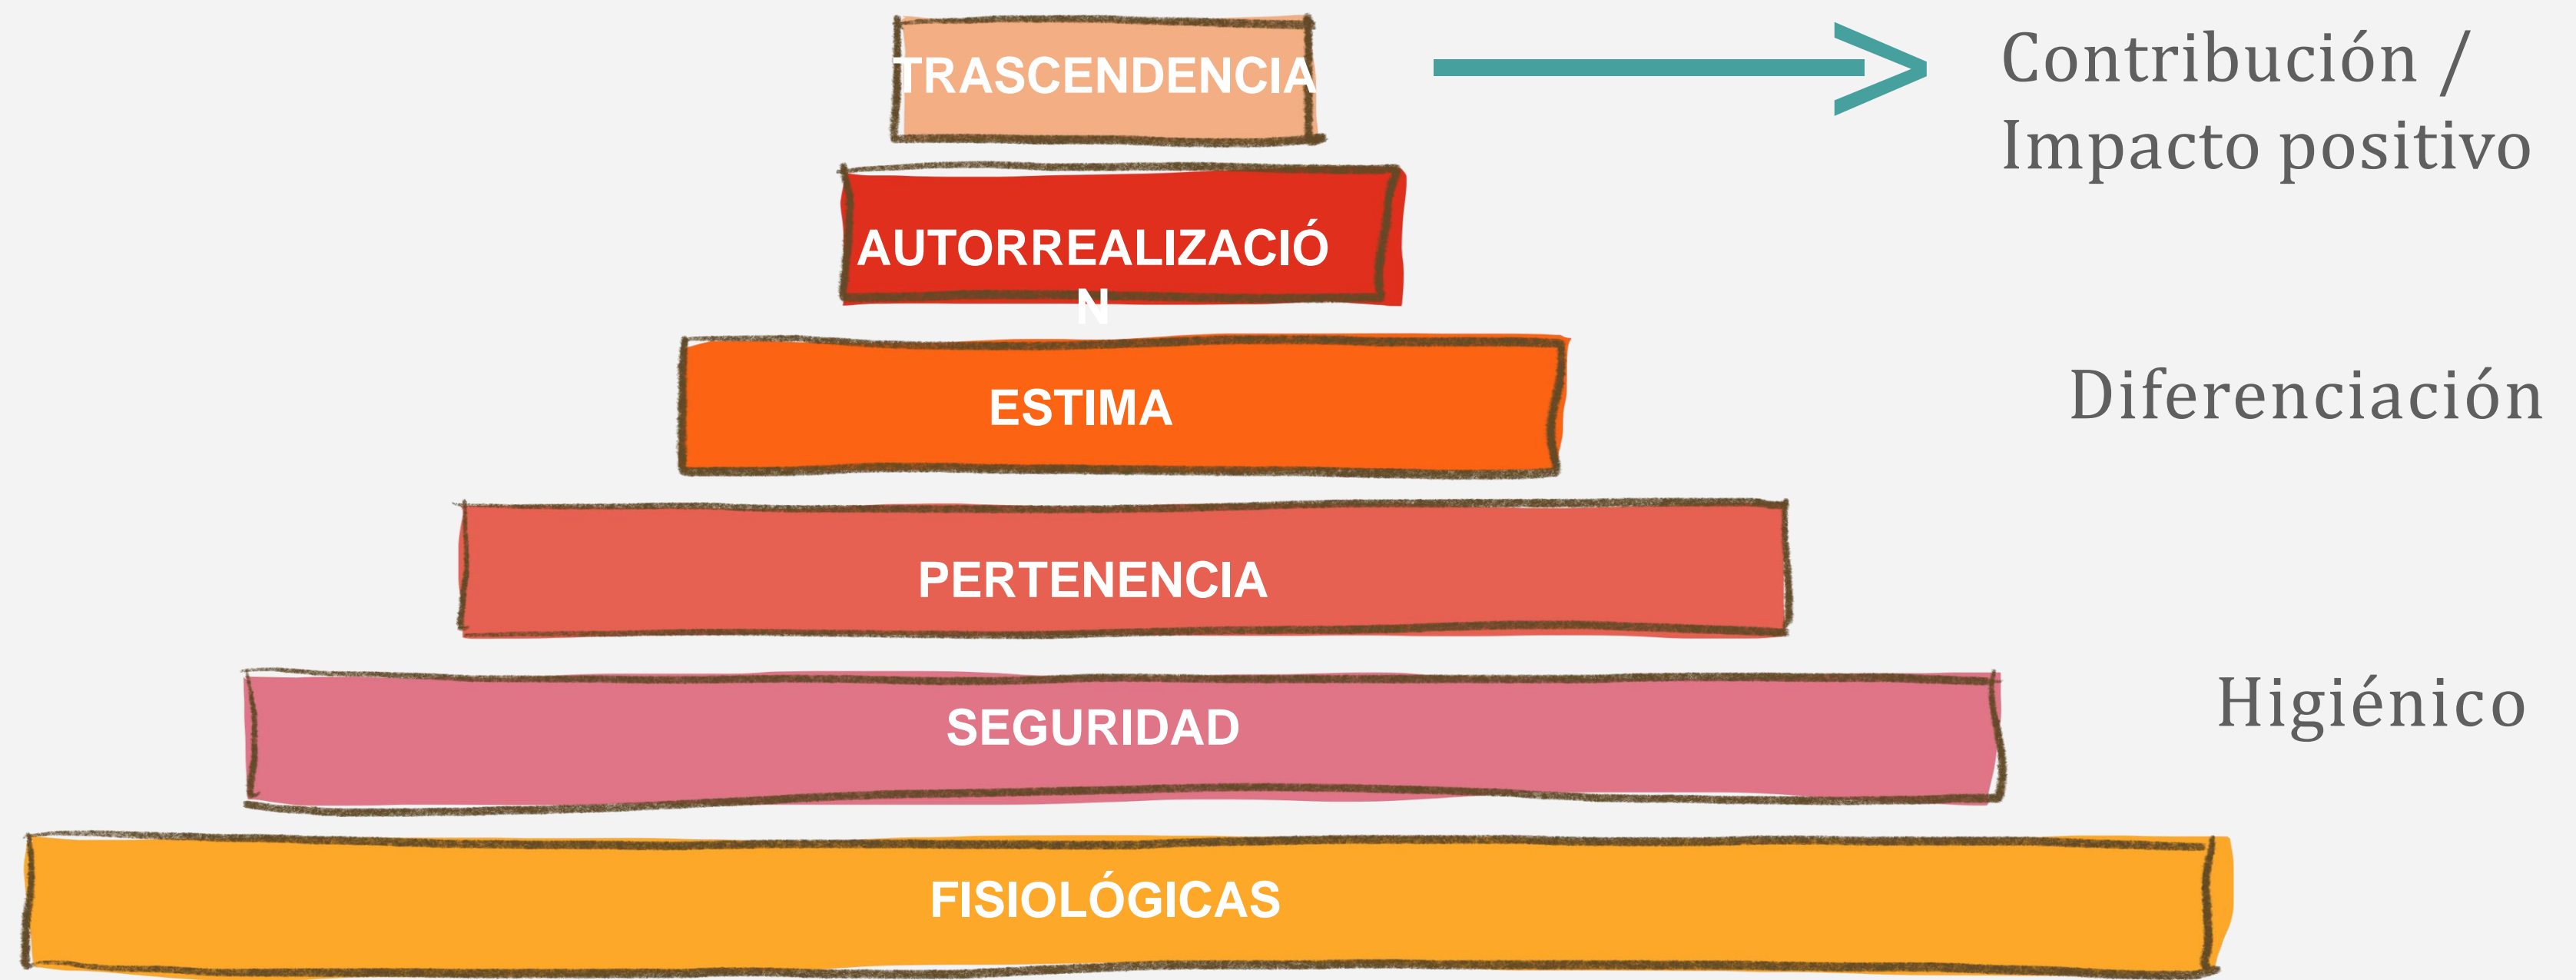 TRASCENDENCIA
Contribución /
Impacto positivo
AUTORREALIZACIÓ
N
ESTIMA
Diferenciación
PERTENENCIA
SEGURIDAD
Higiénico
FISIOLÓGICAS